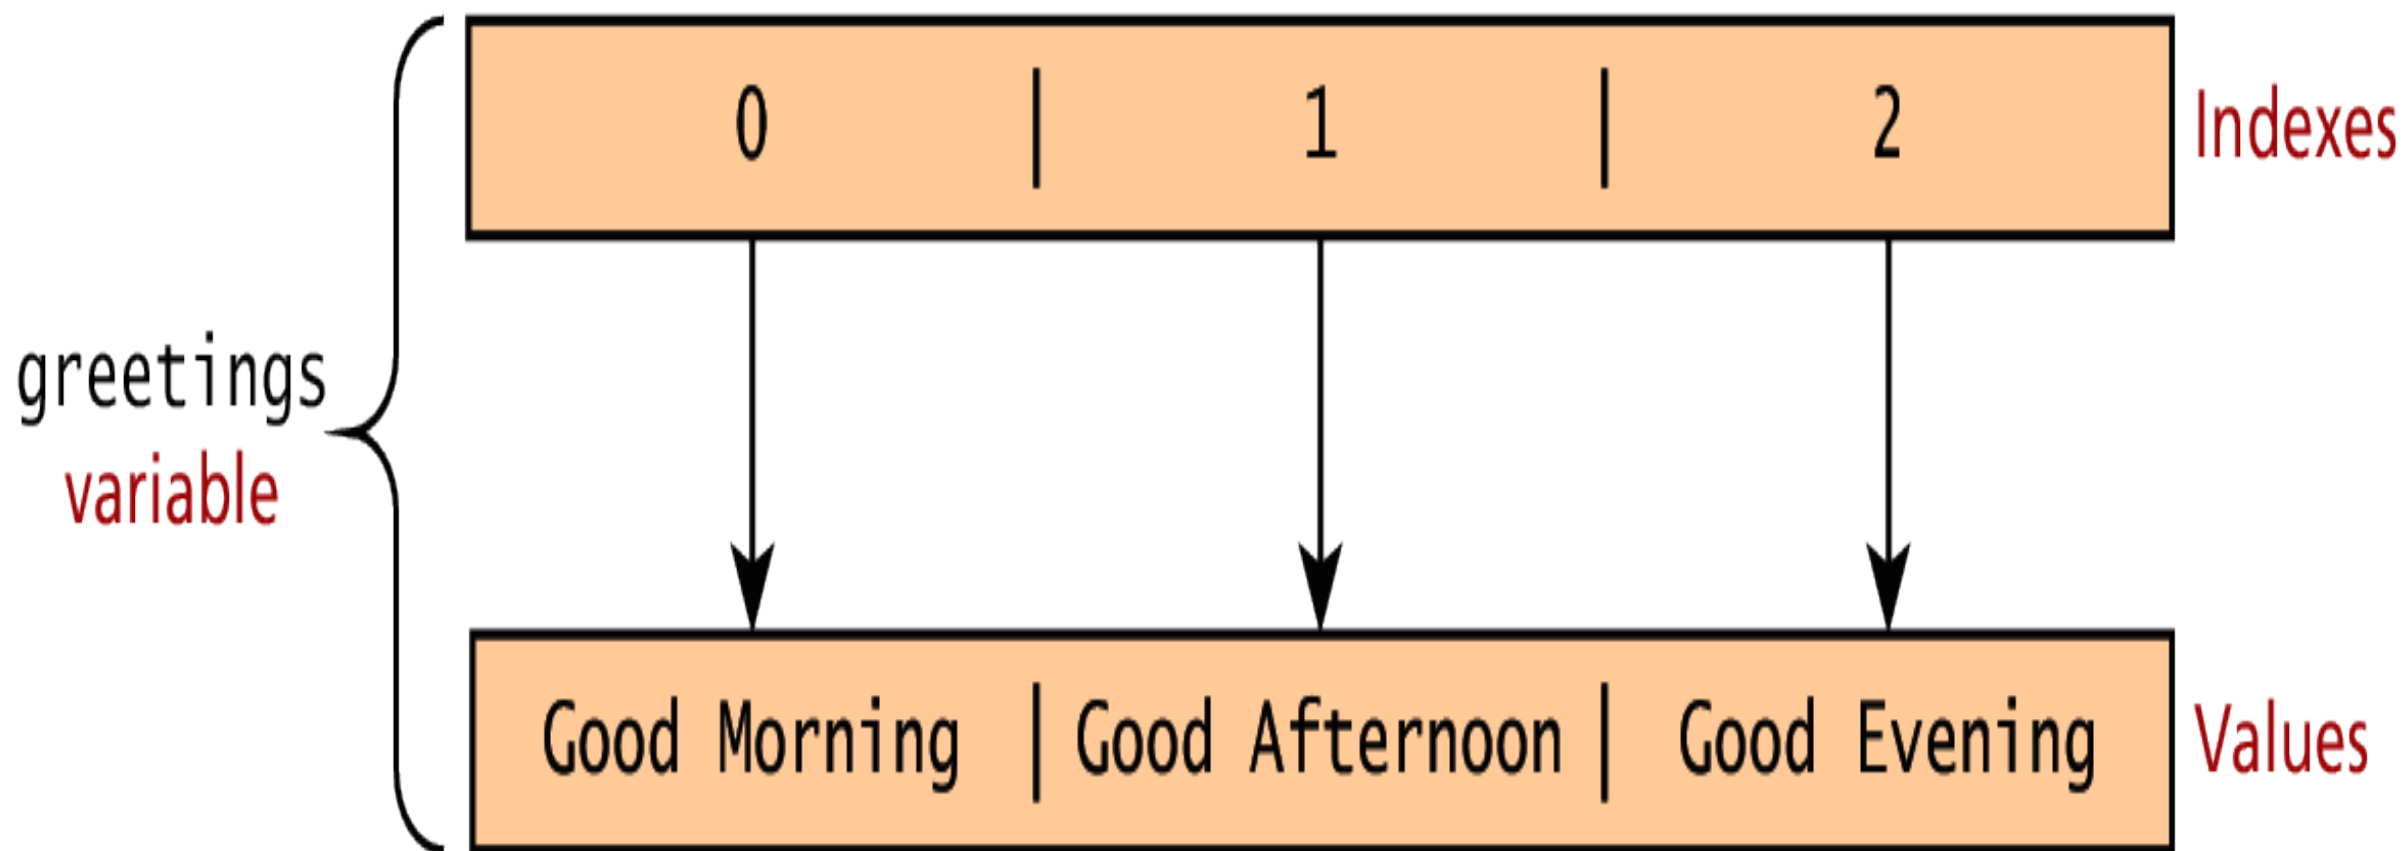 0 | 1 | 2
Indexes
greetings
variable
Good Morning | Good Afternoon | Good Evening
Values